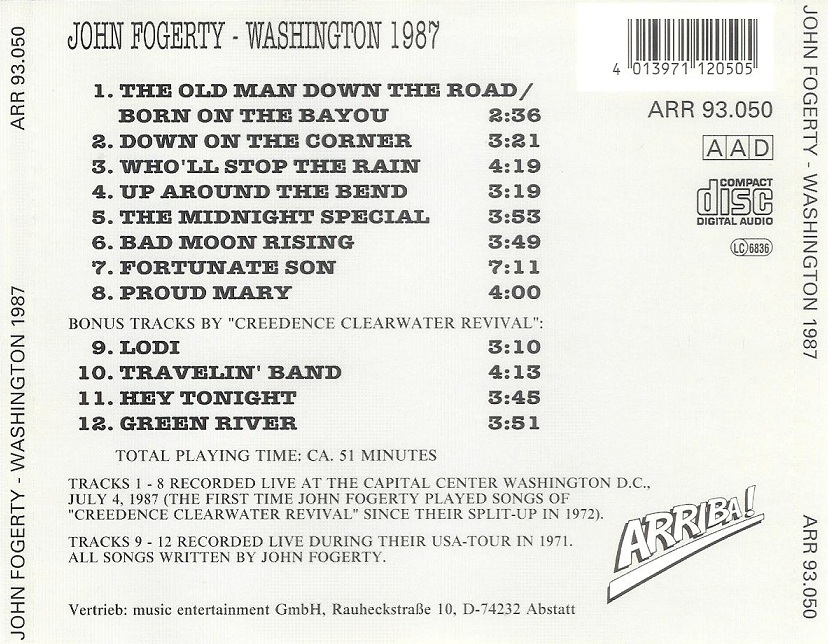 JOHN FOGERTY - WASHINGTON 1987
1. THE OLD MAN DOWN THE ROAD/
BORN ON THE BAYOU 2:36
2. DOWN ON THE CORNER 3:21
3. WHO'LL STOP THE RAIN 4:19
4. UP AROUND THE BEND 3:19
5. THE MIDNIGHT SPECIAL 3:53
6. BAD MOON RISING 3:49
7. FORTUNATE SON 7:11
8. PROUD MARY 4:00
BONUS TRACKS BY "CREEDENCE CLEARWATER REVIVAL":
9. LODI 3:10
10. TRAVELIN' BAND 4:13
11. HEY TONIGHT 3:45
12. GREEN RIVER 3:51
TOTAL PLAYING TIME: CA. 51 MINUTES
TRACKS 1 - 8 RECORDED LIVE AT THE CAPITAL CENTER WASHINGTON D.C.,
JULY 4, 1987 (THE FIRST TIME JOHN FOGERTY PLAYED SONGS OF
"CREEDENCE CLEARWATER REVIVAL" SINCE THEIR SPLIT-UP IN 1972).
TRACKS 9 - 12 RECORDED LIVE DURING THEIR USA-TOUR IN 1971.
ALL SONGS WRITTEN BY JOHN FOGERTY.
Vertrieb: music entertainment GmbH, Rauheckstraße 10, D-74232 Abstatt
4 013971 120505
ARR 93.050
AAD
COMPACT
disc
DIGITAL AUDIO
LC 6836
ARRIBA!
JOHN FOGERTY - WASHINGTON 1987
ARR 93.050
JOHN FOGERTY - WASHINGTON 1987
ARR 93.050